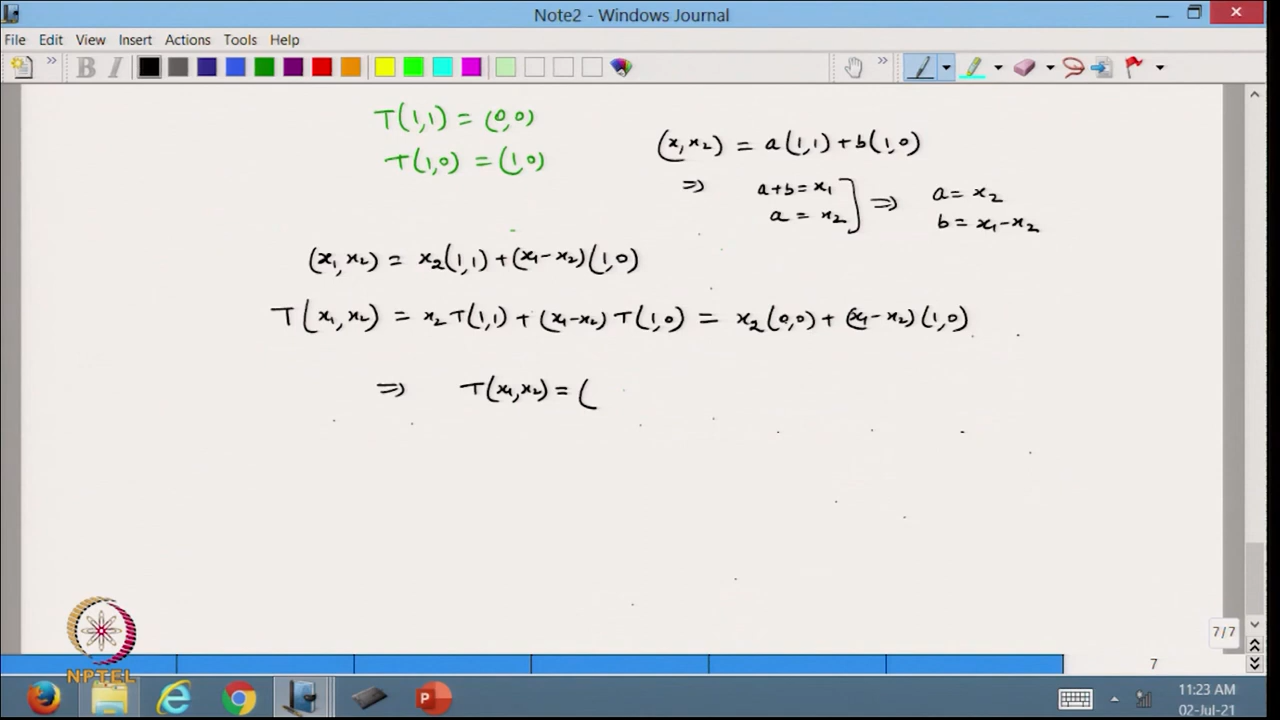 Note2 - Windows Journal
File Edit View Insert Actions Tools Help
T(1,1) = (0,0)
T(1,0) = (1,0)
(x, x₂) = a(1,1) + b(1,0)
⇒ a+b = x₁
a = x₂
⇒ a = x₂
b = x₁-x₂
(x₁, x₂) = x₂(1,1) + (x₁-x₂)(1,0)
T(x₁, x₂) = x₂ T(1,1) + (x₁-x₂) T(1,0) = x₂(0,0) + (x₁-x₂)(1,0)
⇒ T(x₁,x₂) = (
7/7
NPTEL
7
11:23 AM
02-Jul-21